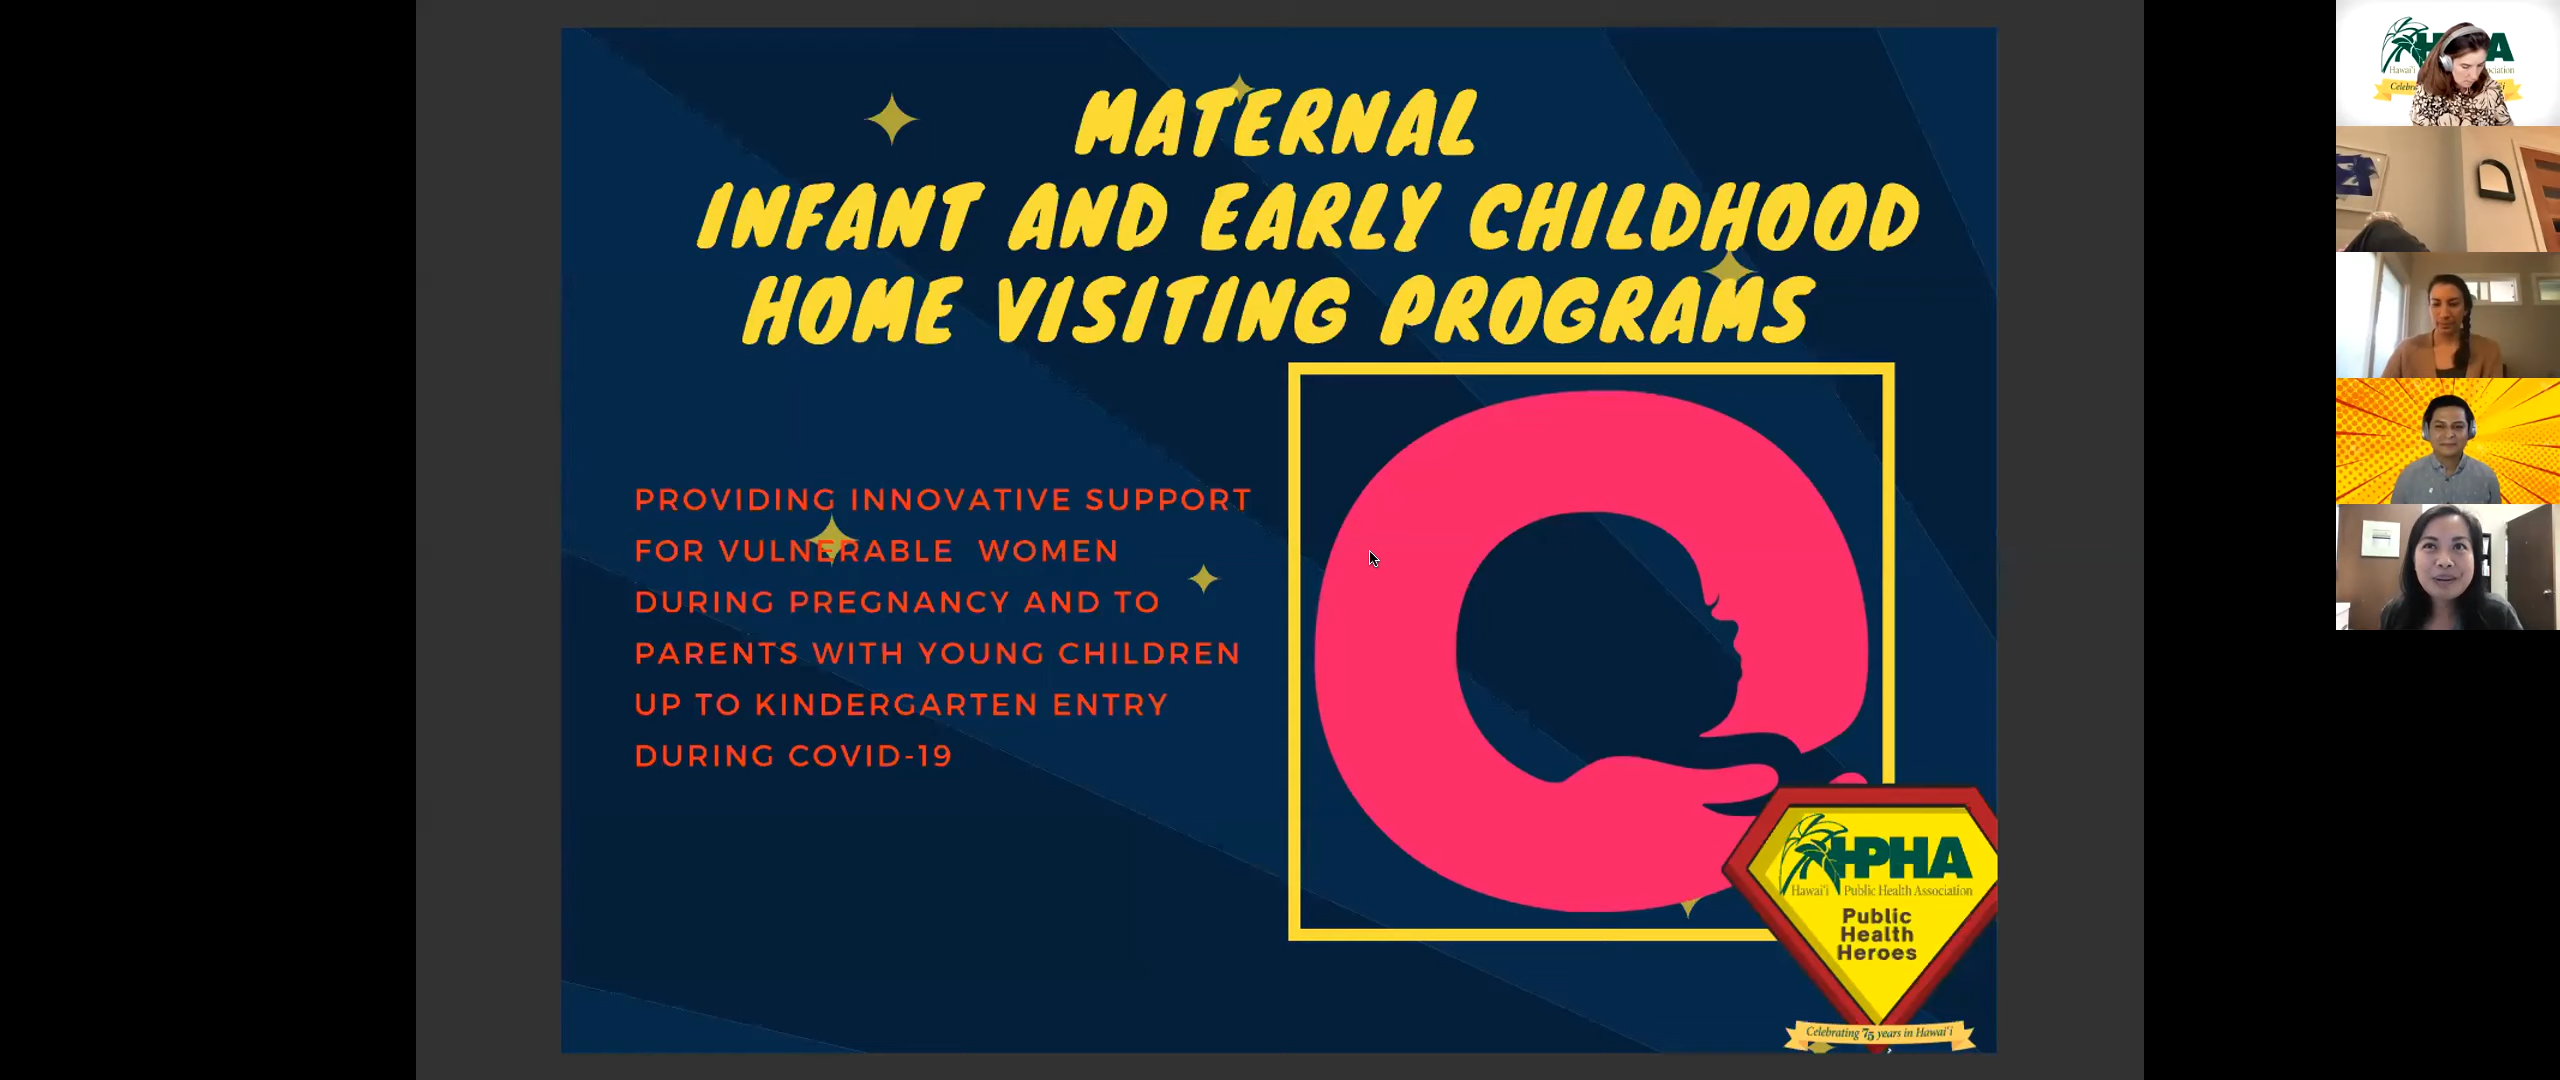 MATERNAL
INFANT AND EARLY CHILDHOOD
HOME VISITING PROGRAMS
PROVIDING INNOVATIVE SUPPORT
FOR VULNERABLE WOMEN
DURING PREGNANCY AND TO
PARENTS WITH YOUNG CHILDREN
UP TO KINDERGARTEN ENTRY
DURING COVID-19
HPHA
Hawai'i Public Health Association
Public
Health
Heroes
Celebrating 75 years in Hawai'i